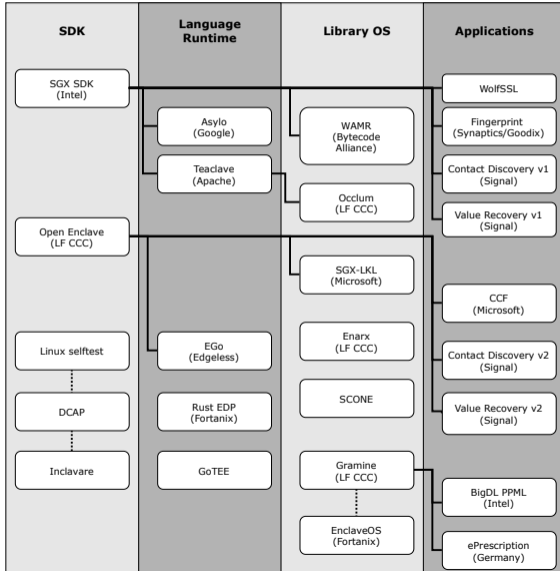 SDK
Language
Runtime
Library OS
Applications
SGX SDK
(Intel)
Open Enclave
(LF CCC)
Linux selftest
DCAP
Inclavare
Asylo
(Google)
Teaclave
(Apache)
EGo
(Edgeless)
Rust EDP
(Fortanix)
GoTEE
WAMR
(Bytecode
Alliance)
Occlum
(LF CCC)
SGX-LKL
(Microsoft)
Enarx
(LF CCC)
SCONE
Gramine
(LF CCC)
EnclaveOS
(Fortanix)
WolfSSL
Fingerprint
(Synaptics/Goodix)
Contact Discovery v1
(Signal)
Value Recovery v1
(Signal)
CCF
(Microsoft)
Contact Discovery v2
(Signal)
Value Recovery v2
(Signal)
BigDL PPML
(Intel)
ePrescription
(Germany)